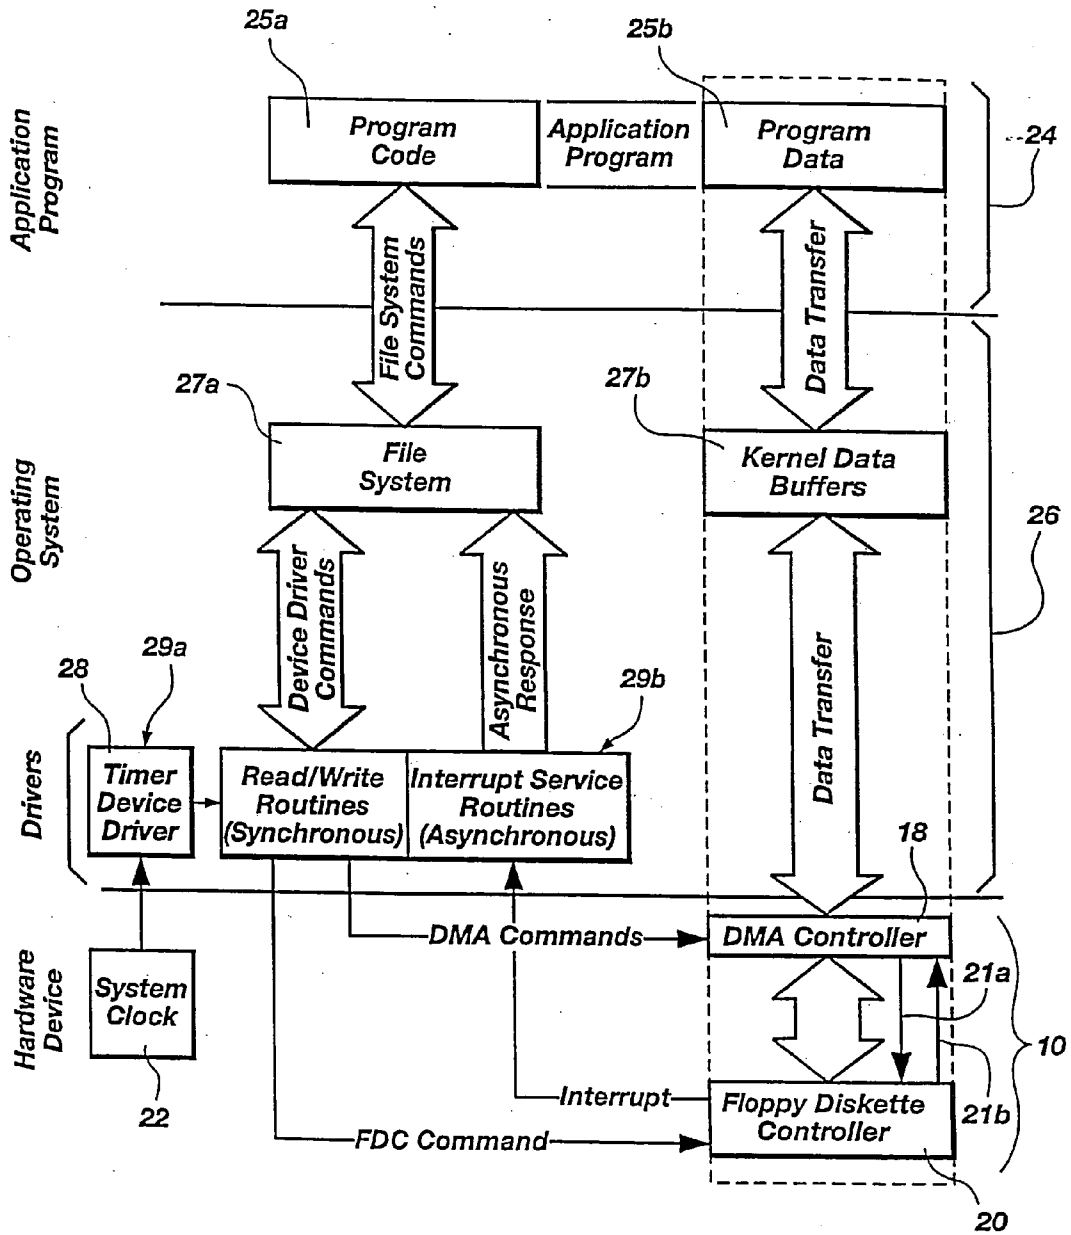 25a
25b
Application
Program
Program
Code
Application
Program
Program
Data
24
File System
Commands
Data Transfer
27a
27b
Operating
System
File
System
Kernel Data
Buffers
26
Device Driver
Commands
Asynchronous
Response
Data Transfer
29a
28
29b
Drivers
Timer
Device
Driver
Read/Write
Routines
(Synchronous)
Interrupt Service
Routines
(Asynchronous)
18
DMA Commands
DMA Controller
Hardware
Device
System
Clock
21a
10
22
Interrupt
Floppy Diskette
Controller
21b
FDC Command
20